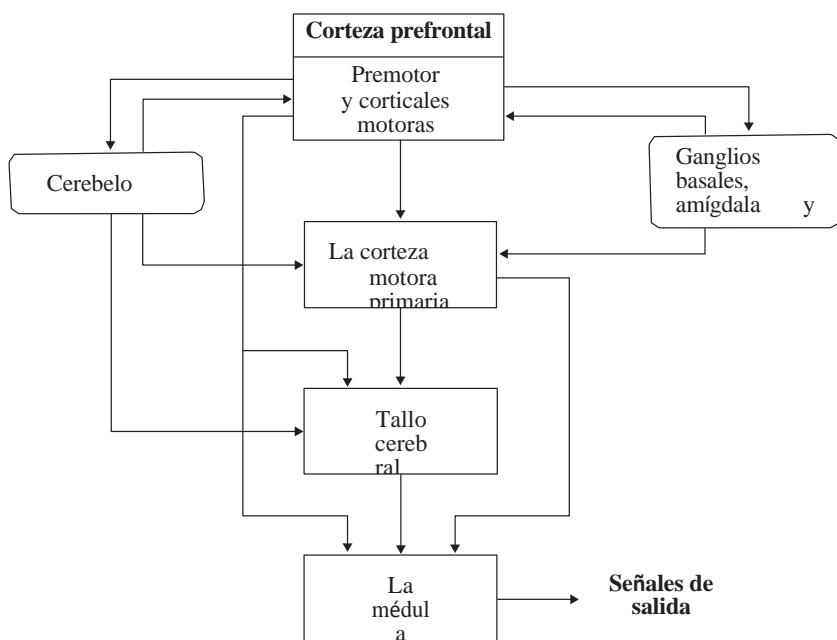 Corteza prefrontal
Premotor
y corticales
motoras
Cerebelo
Ganglios
basales,
amígdala y
La corteza
motora
primaria
Tallo
cereb
ral
La
médul
a
Señales de
salida